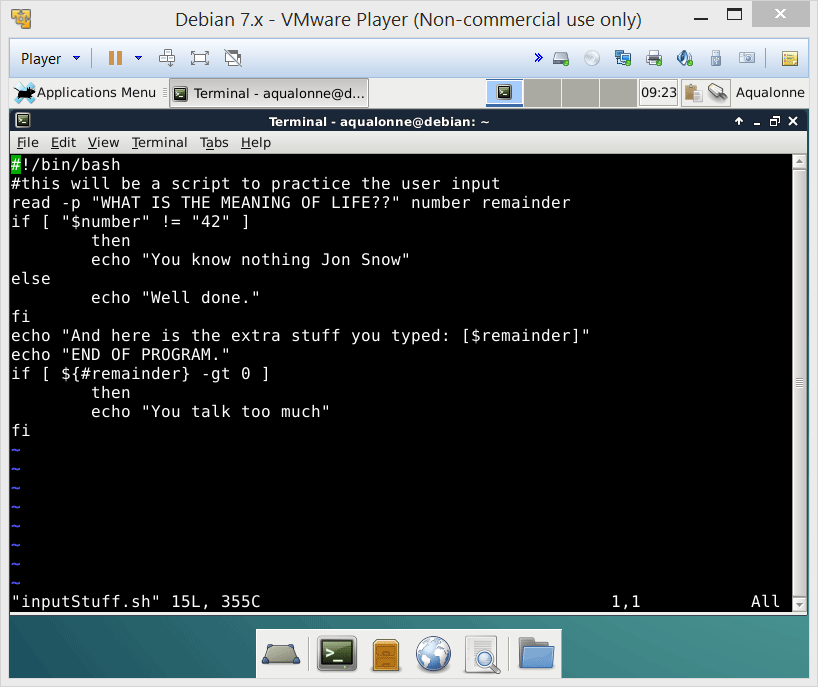 Debian 7.x - VMware Player (Non-commercial use only)
Player
Applications Menu
Terminal - aqualonne@d...
09:23
Aqualonne
Terminal - aqualonne@debian: ~
File Edit View Terminal Tabs Help
#!/bin/bash
#this will be a script to practice the user input
read -p "WHAT IS THE MEANING OF LIFE??" number remainder
if [ "$number" != "42" ]
        then
        echo "You know nothing Jon Snow"
else
        echo "Well done."
fi
echo "And here is the extra stuff you typed: [$remainder]"
echo "END OF PROGRAM."
if [ ${#remainder} -gt 0 ]
        then
        echo "You talk too much"
fi
~
~
~
~
~
~
~
~
"inputStuff.sh" 15L, 355C 1,1 All